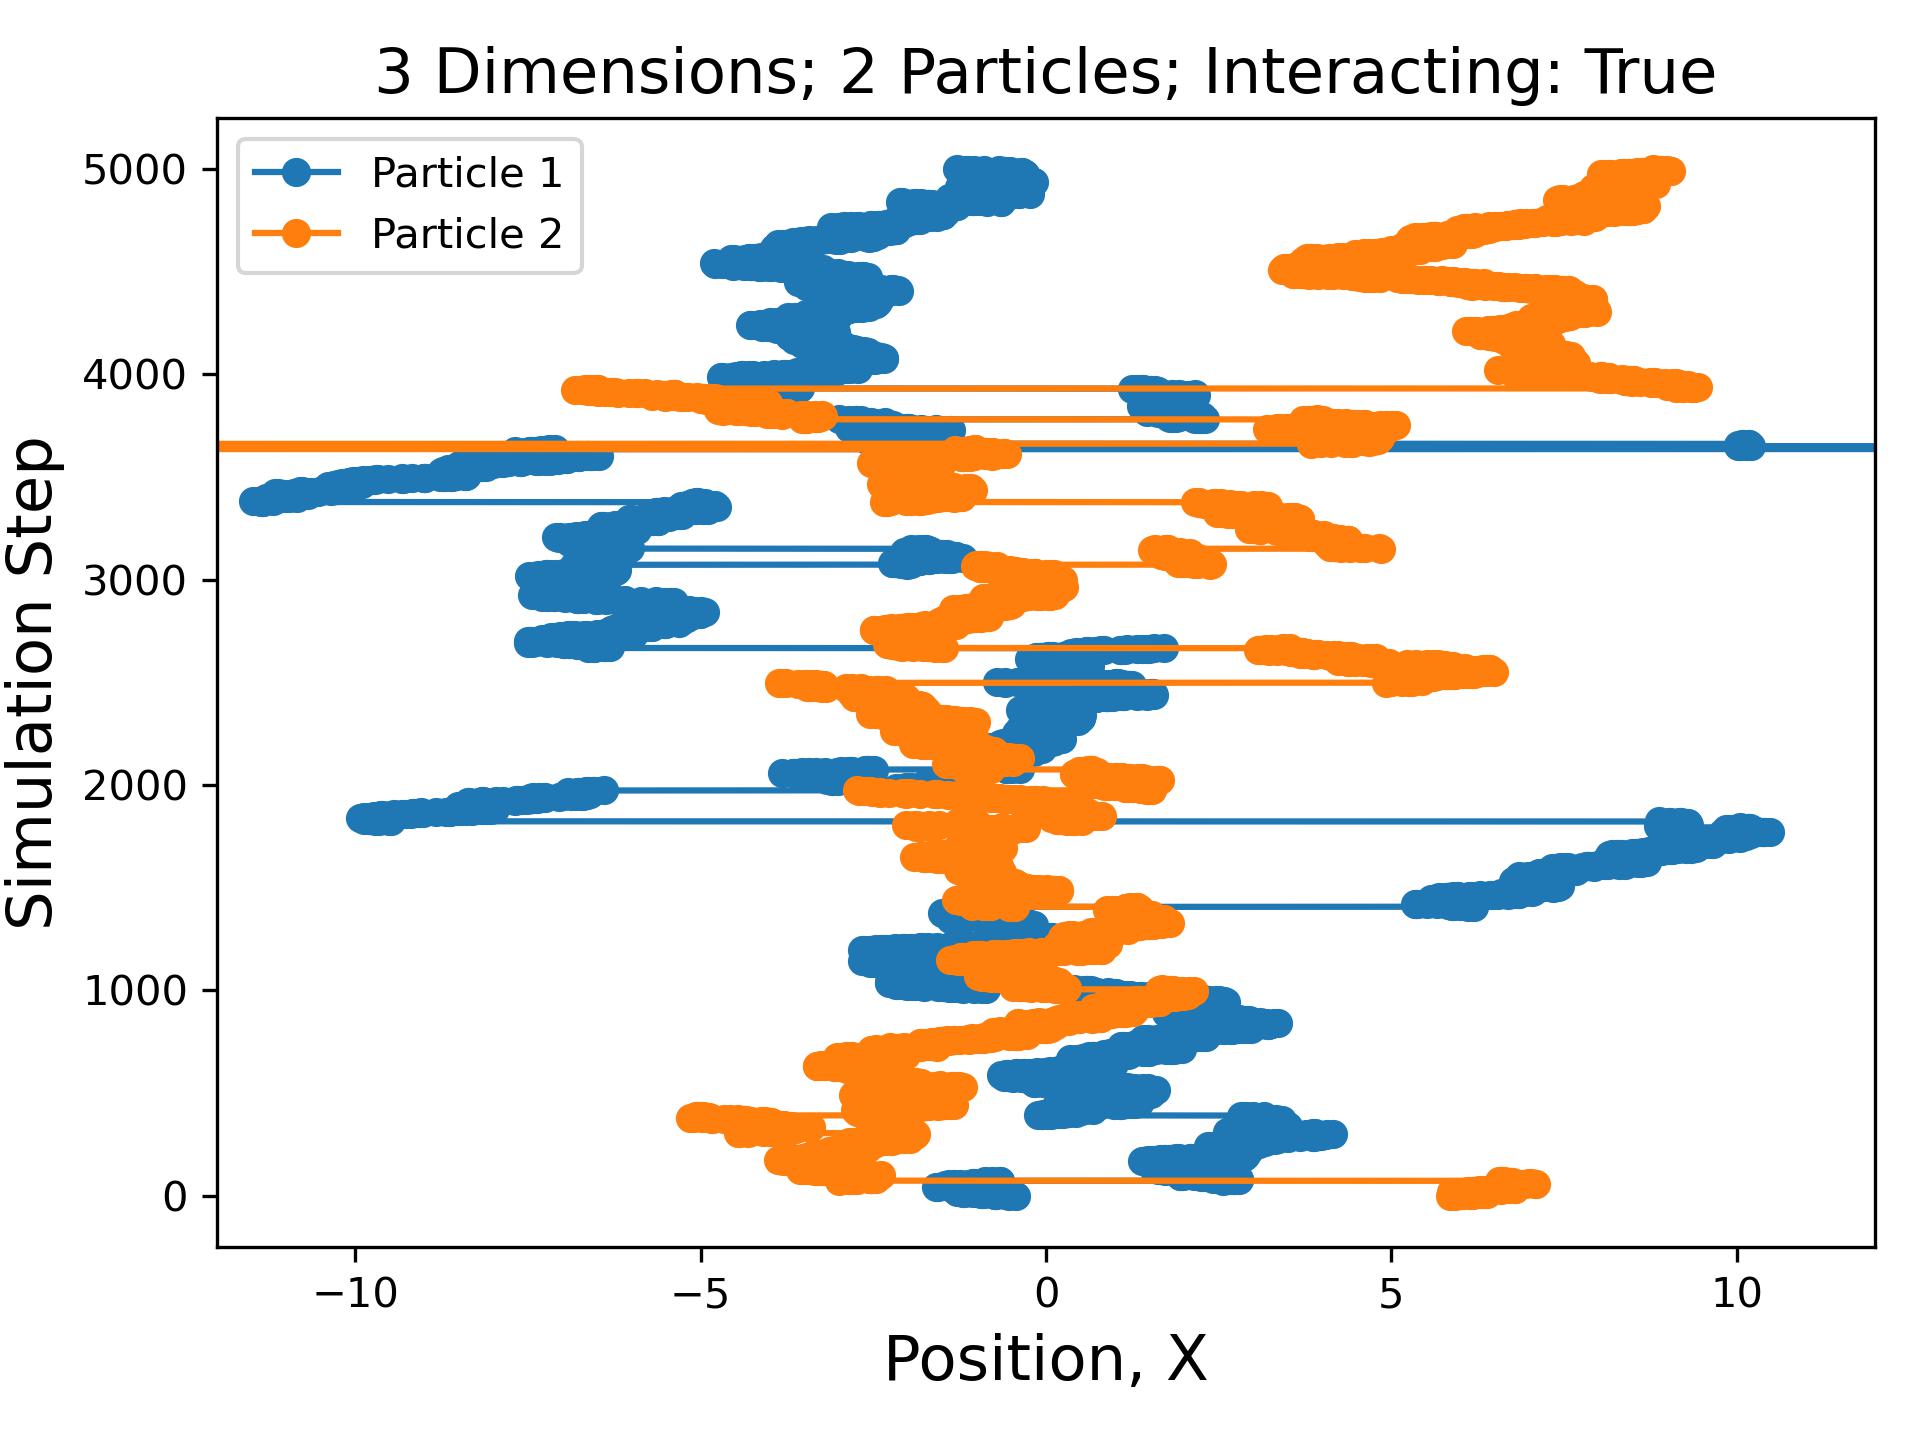 3 Dimensions; 2 Particles; Interacting: True
Particle 1
Particle 2
5000
4000
3000
2000
1000
0
Simulation Step
−10
−5
0
5
10
Position, X